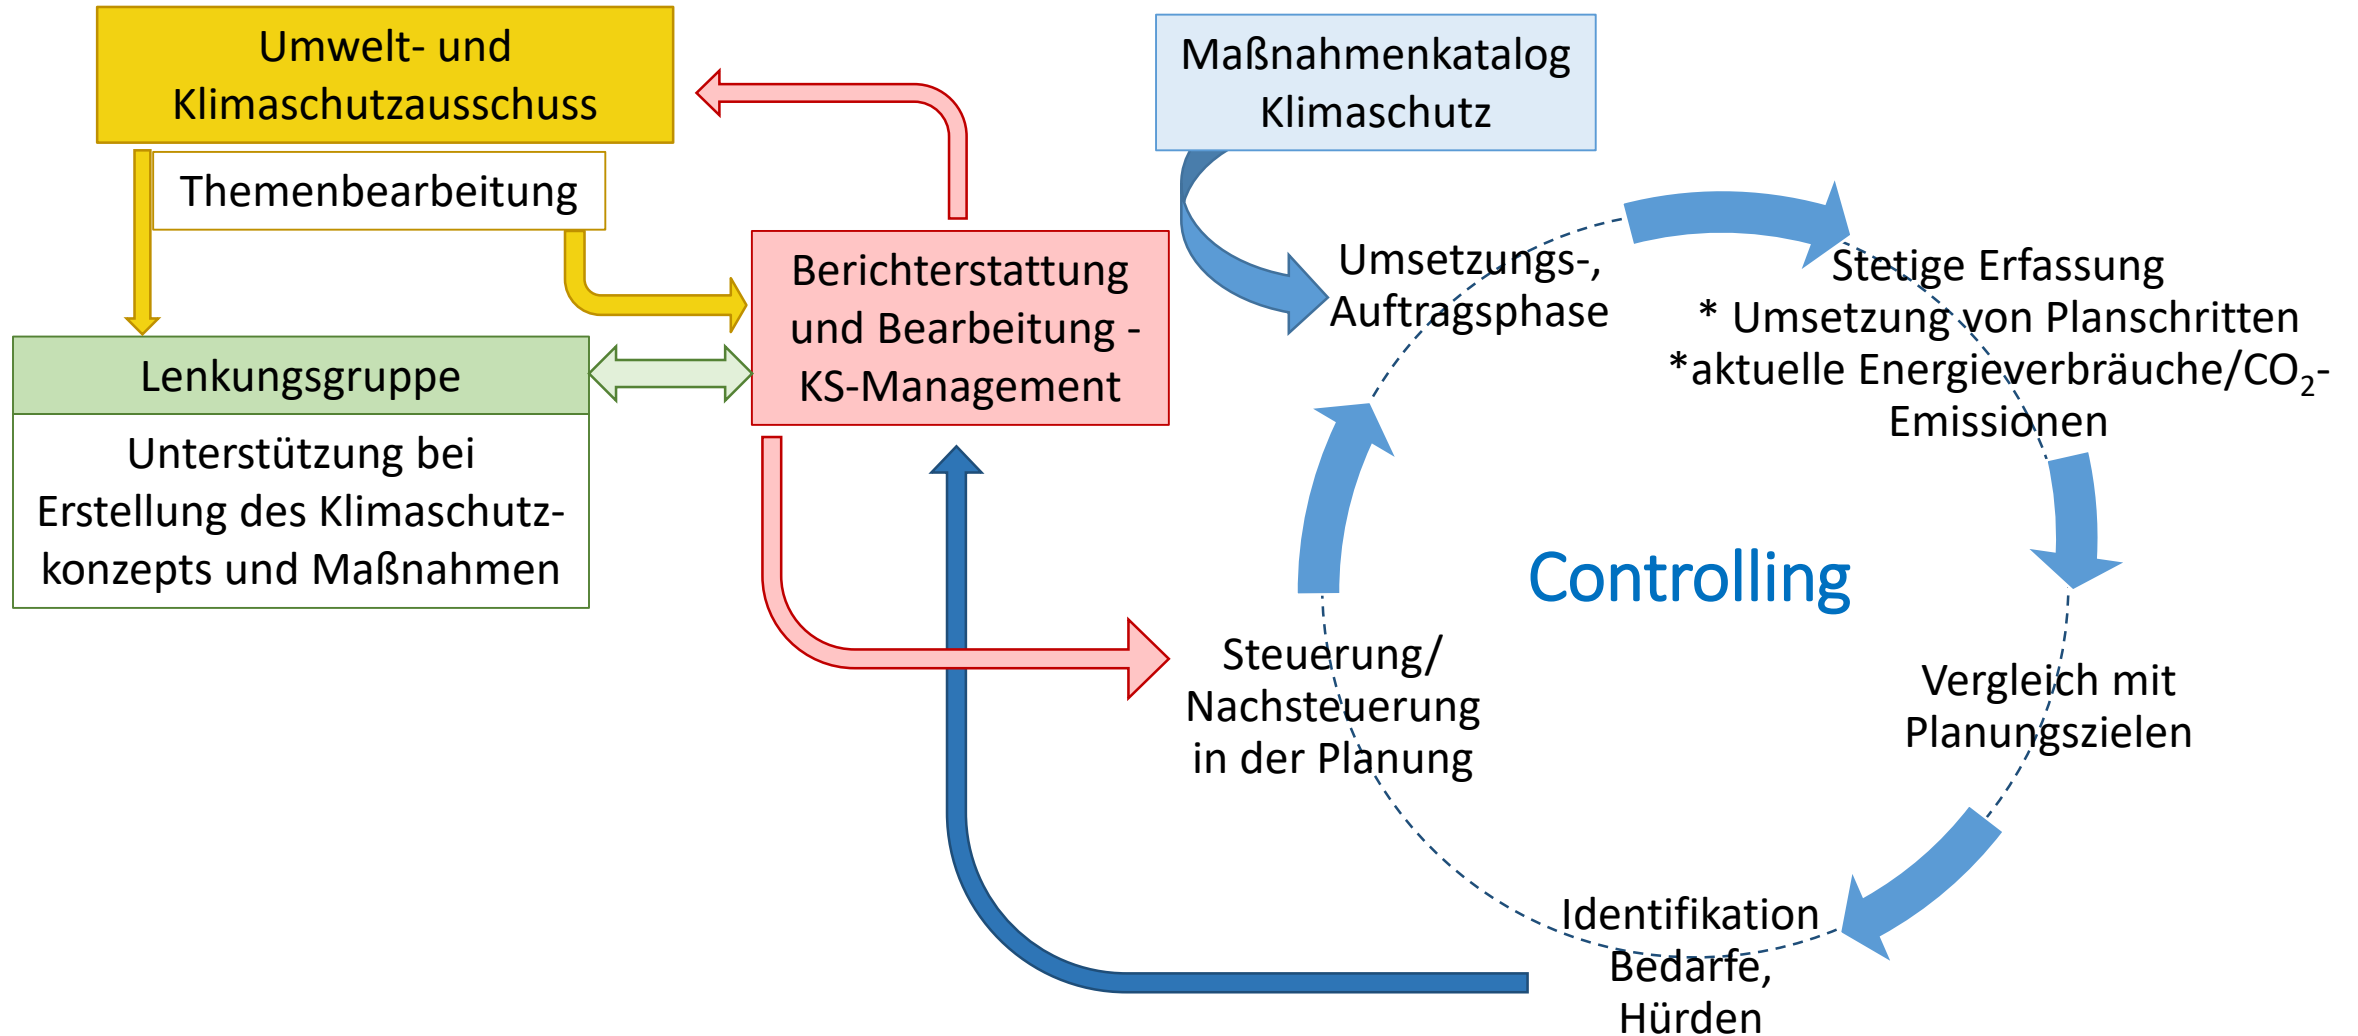 Umwelt- und
Klimaschutzausschuss
Themenbearbeitung
Lenkungsgruppe
Unterstützung bei
Erstellung des Klimaschutz-
konzepts und Maßnahmen
Berichterstattung
und Bearbeitung -
KS-Management
Maßnahmenkatalog
Klimaschutz
Umsetzungs-,
Auftragsphase
Stetige Erfassung
* Umsetzung von Planschritten
*aktuelle Energieverbräuche/CO₂-
Emissionen
Controlling
Vergleich mit
Planungszielen
Identifikation
Bedarfe,
Hürden
Steuerung/
Nachsteuerung
in der Planung